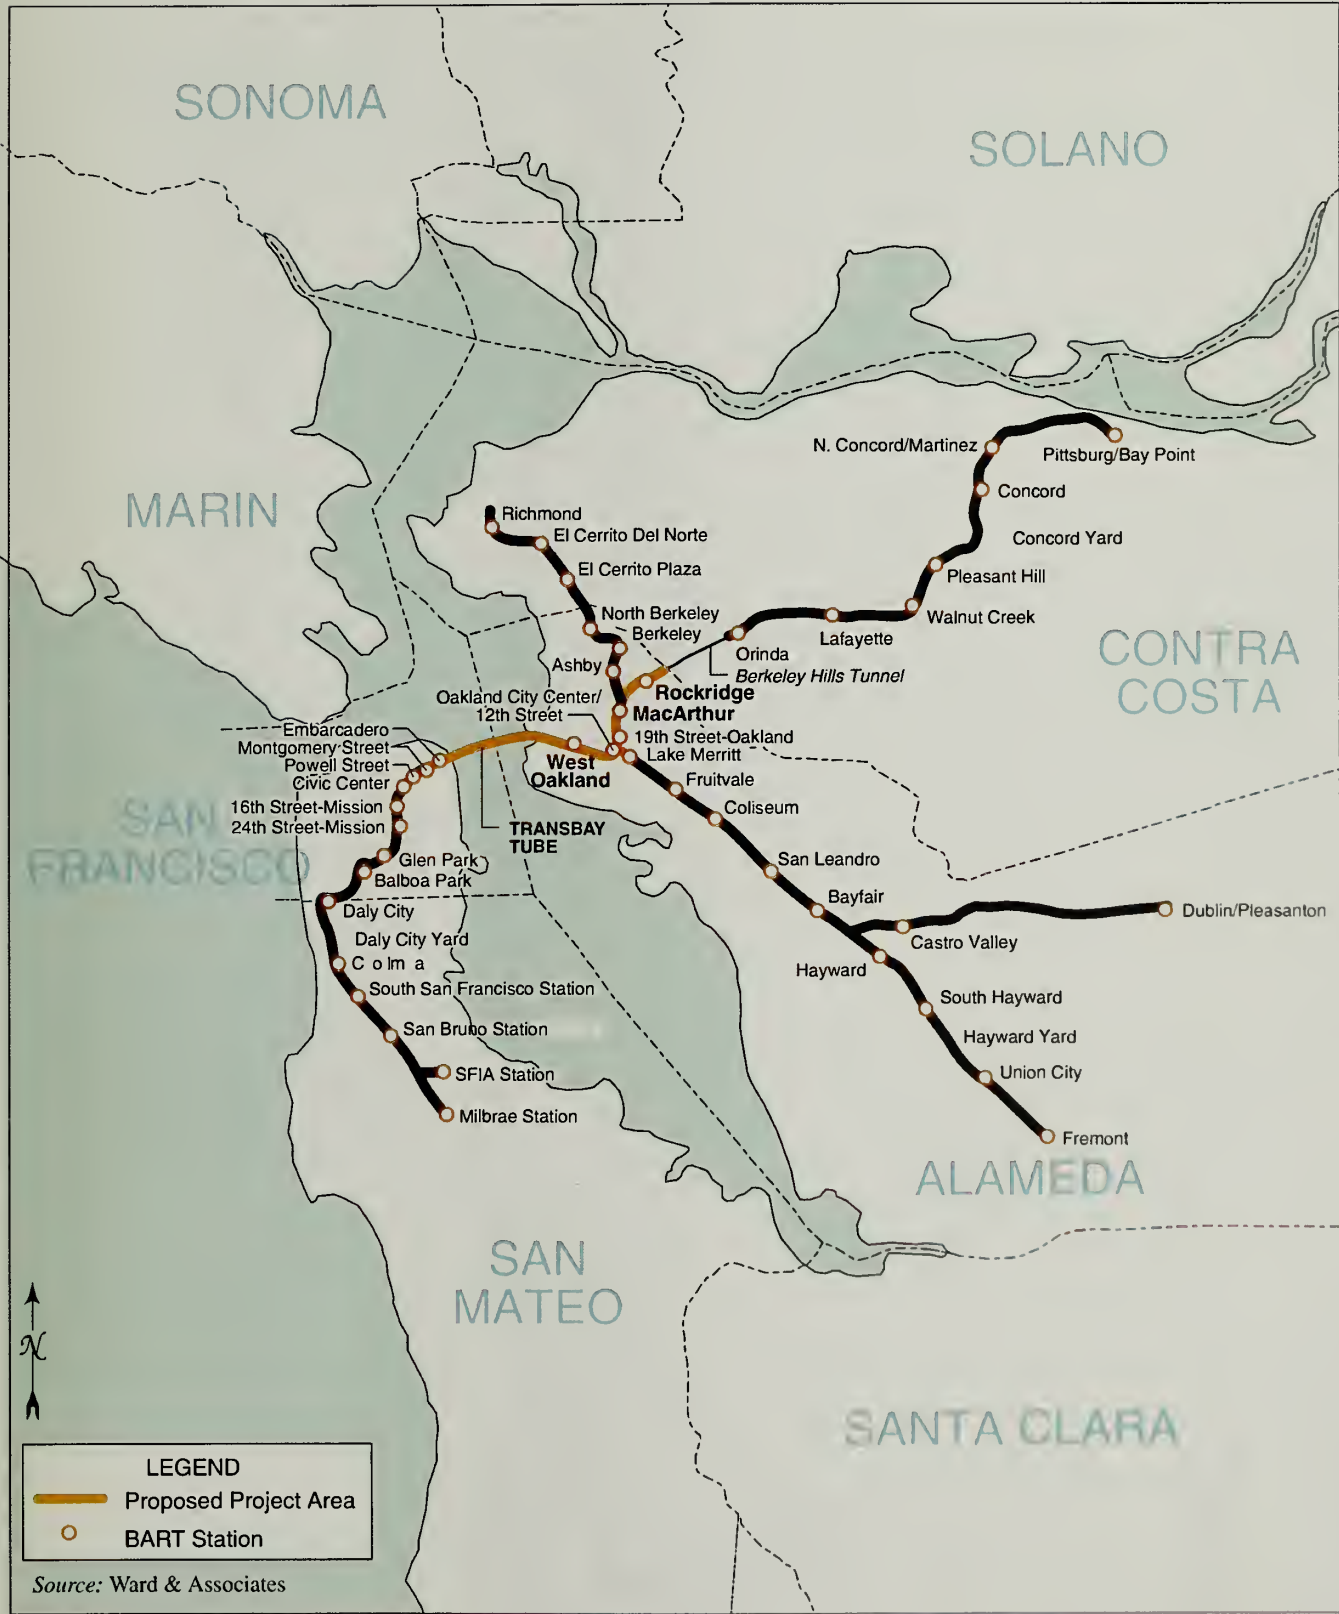 SONOMA
SOLANO
MARIN
CONTRA
COSTA
SAN
FRANCISCO
ALAMEDA
SAN
MATEO
SANTA CLARA
N. Concord/Martinez
Pittsburg/Bay Point
Concord
Concord Yard
Pleasant Hill
Walnut Creek
Lafayette
Orinda
Berkeley Hills Tunnel
Richmond
El Cerrito Del Norte
El Cerrito Plaza
North Berkeley
Berkeley
Ashby
Rockridge
MacArthur
Oakland City Center/
12th Street
19th Street-Oakland
Lake Merritt
West
Oakland
Fruitvale
Coliseum
San Leandro
Bayfair
Dublin/Pleasanton
Castro Valley
Hayward
South Hayward
Hayward Yard
Union City
Fremont
TRANSBAY
TUBE
Embarcadero
Montgomery Street
Powell Street
Civic Center
16th Street-Mission
24th Street-Mission
Glen Park
Balboa Park
Daly City
Daly City Yard
Colma
South San Francisco Station
San Bruno Station
SFIA Station
Milbrae Station
N
LEGEND
Proposed Project Area
BART Station
Source: Ward & Associates